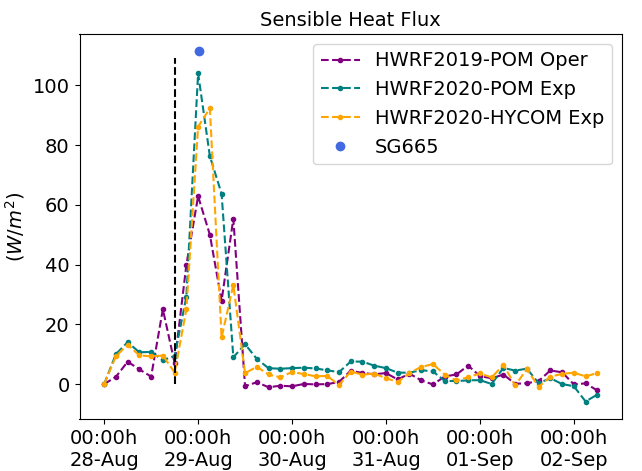 Sensible Heat Flux
(W/m²)
100
80
60
40
20
0
HWRF2019-POM Oper
HWRF2020-POM Exp
HWRF2020-HYCOM Exp
SG665
00:00h 00:00h 00:00h 00:00h 00:00h 00:00h
28-Aug 29-Aug 30-Aug 31-Aug 01-Sep 02-Sep